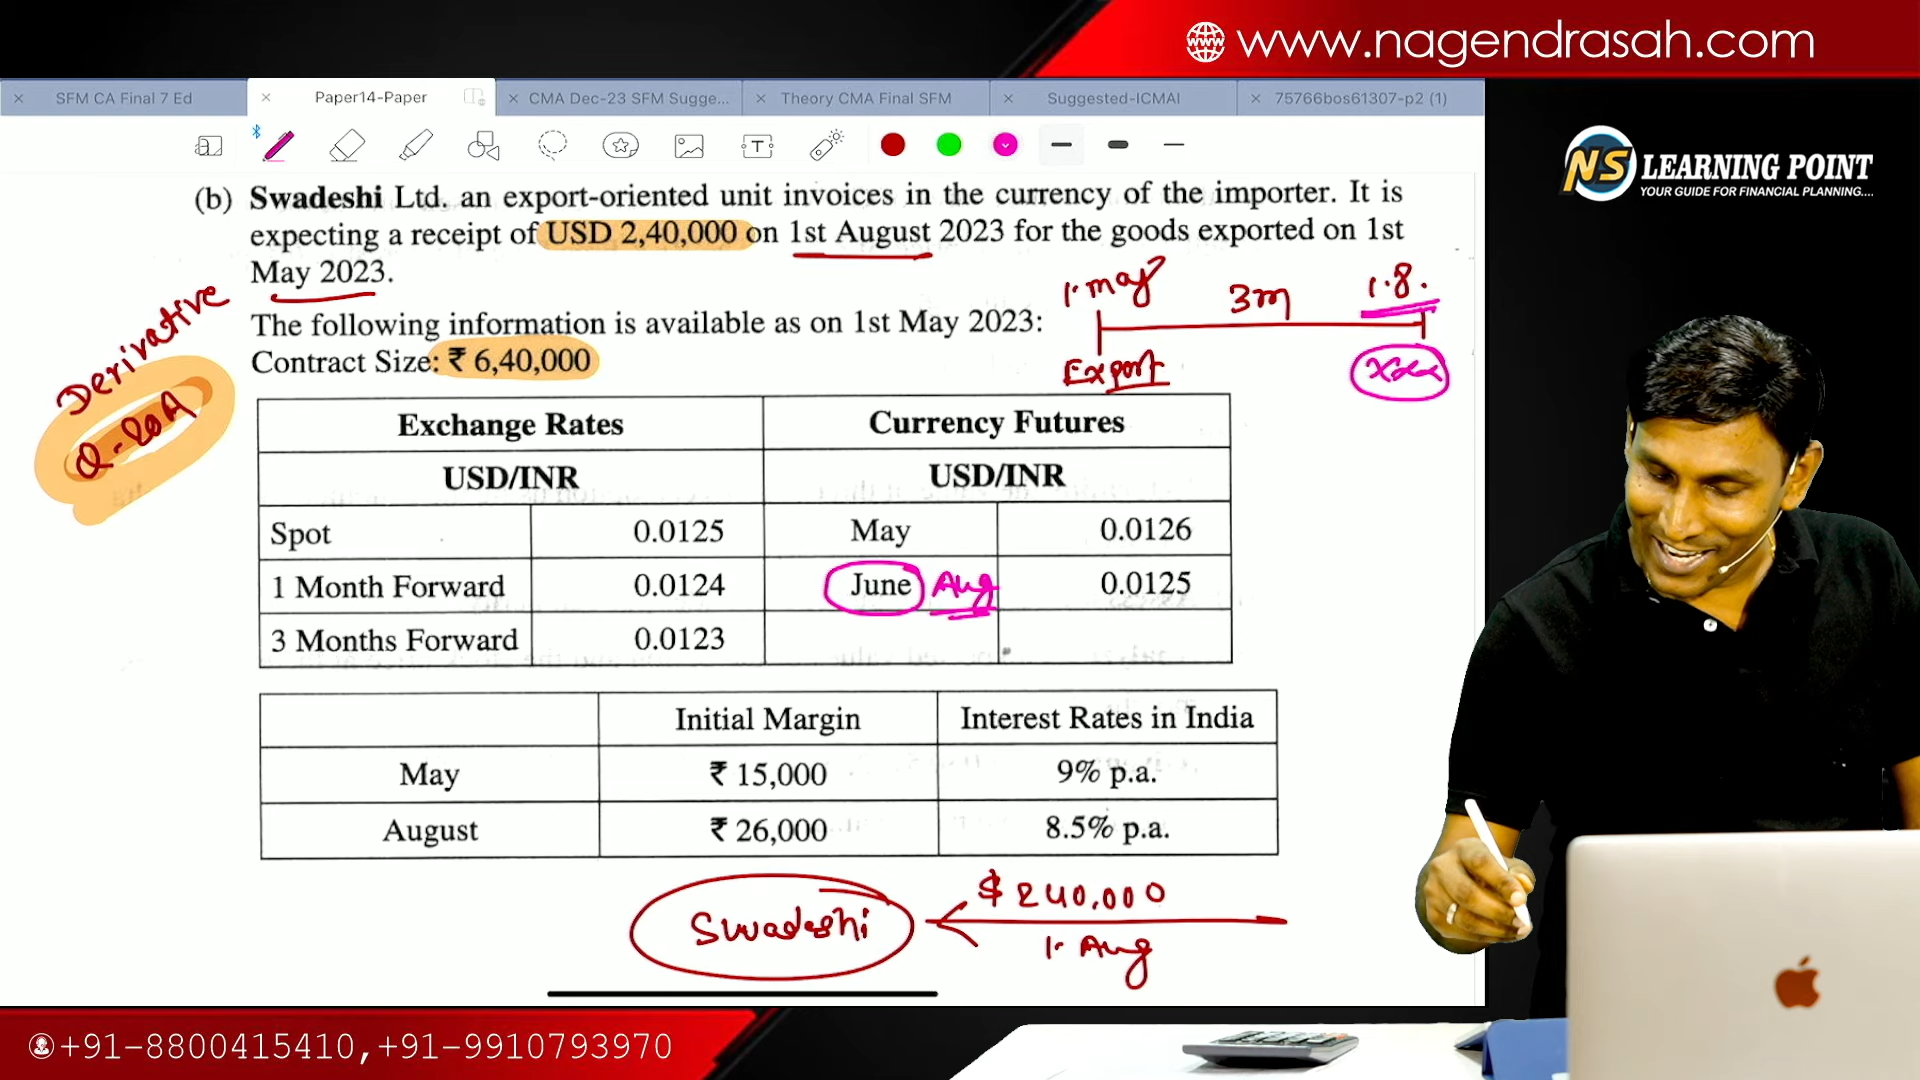 www.nagendrasah.com
SFM CA Final 7 Ed
Paper14-Paper
CMA Dec-23 SFM Sugge...
Theory CMA Final SFM
Suggested-ICMAI
75766bos61307-p2 (1)
NS LEARNING POINT
YOUR GUIDE FOR FINANCIAL PLANNING....
(b) Swadeshi Ltd. an export-oriented unit invoices in the currency of the importer. It is
expecting a receipt of USD 2,40,000 on 1st August 2023 for the goods exported on 1st
May 2023.
1. may 3m 1.8.
Export xxx
The following information is available as on 1st May 2023:
Contract Size: ₹ 6,40,000
Derivative
Q-20A
Exchange Rates Currency Futures
USD/INR USD/INR
Spot 0.0125 May 0.0126
1 Month Forward 0.0124 June Aug 0.0125
3 Months Forward 0.0123
Initial Margin Interest Rates in India
May ₹ 15,000 9% p.a.
August ₹ 26,000 8.5% p.a.
Swadeshi $ 240,000
1. Aug
+91-8800415410,+91-9910793970